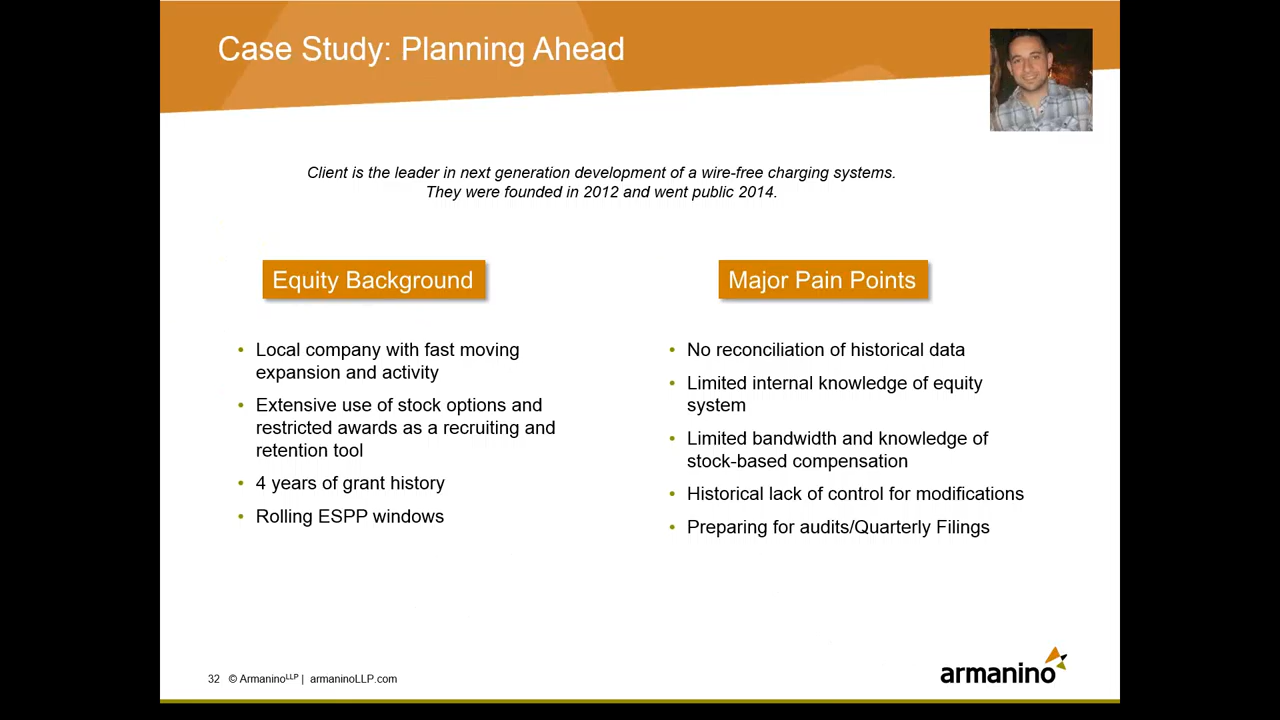 Case Study: Planning Ahead
Client is the leader in next generation development of a wire-free charging systems.
They were founded in 2012 and went public 2014.
Equity Background
• Local company with fast moving
expansion and activity
• Extensive use of stock options and
restricted awards as a recruiting and
retention tool
• 4 years of grant history
• Rolling ESPP windows
Major Pain Points
• No reconciliation of historical data
• Limited internal knowledge of equity
system
• Limited bandwidth and knowledge of
stock-based compensation
• Historical lack of control for modifications
• Preparing for audits/Quarterly Filings
32 © ArmaninoLLP | armaninoLLP.com
armanino